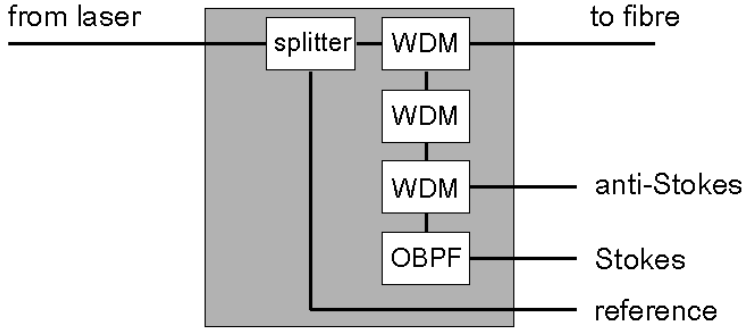 from laser
to fibre
splitter
WDM
WDM
WDM
anti-Stokes
OBPF
Stokes
reference